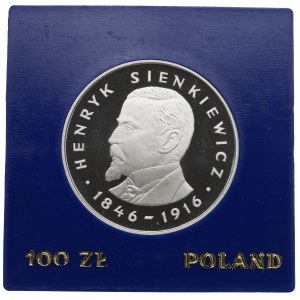 · HENRYK SIENKIEWICZ ·
1846-1916
100 ZŁ POLAND